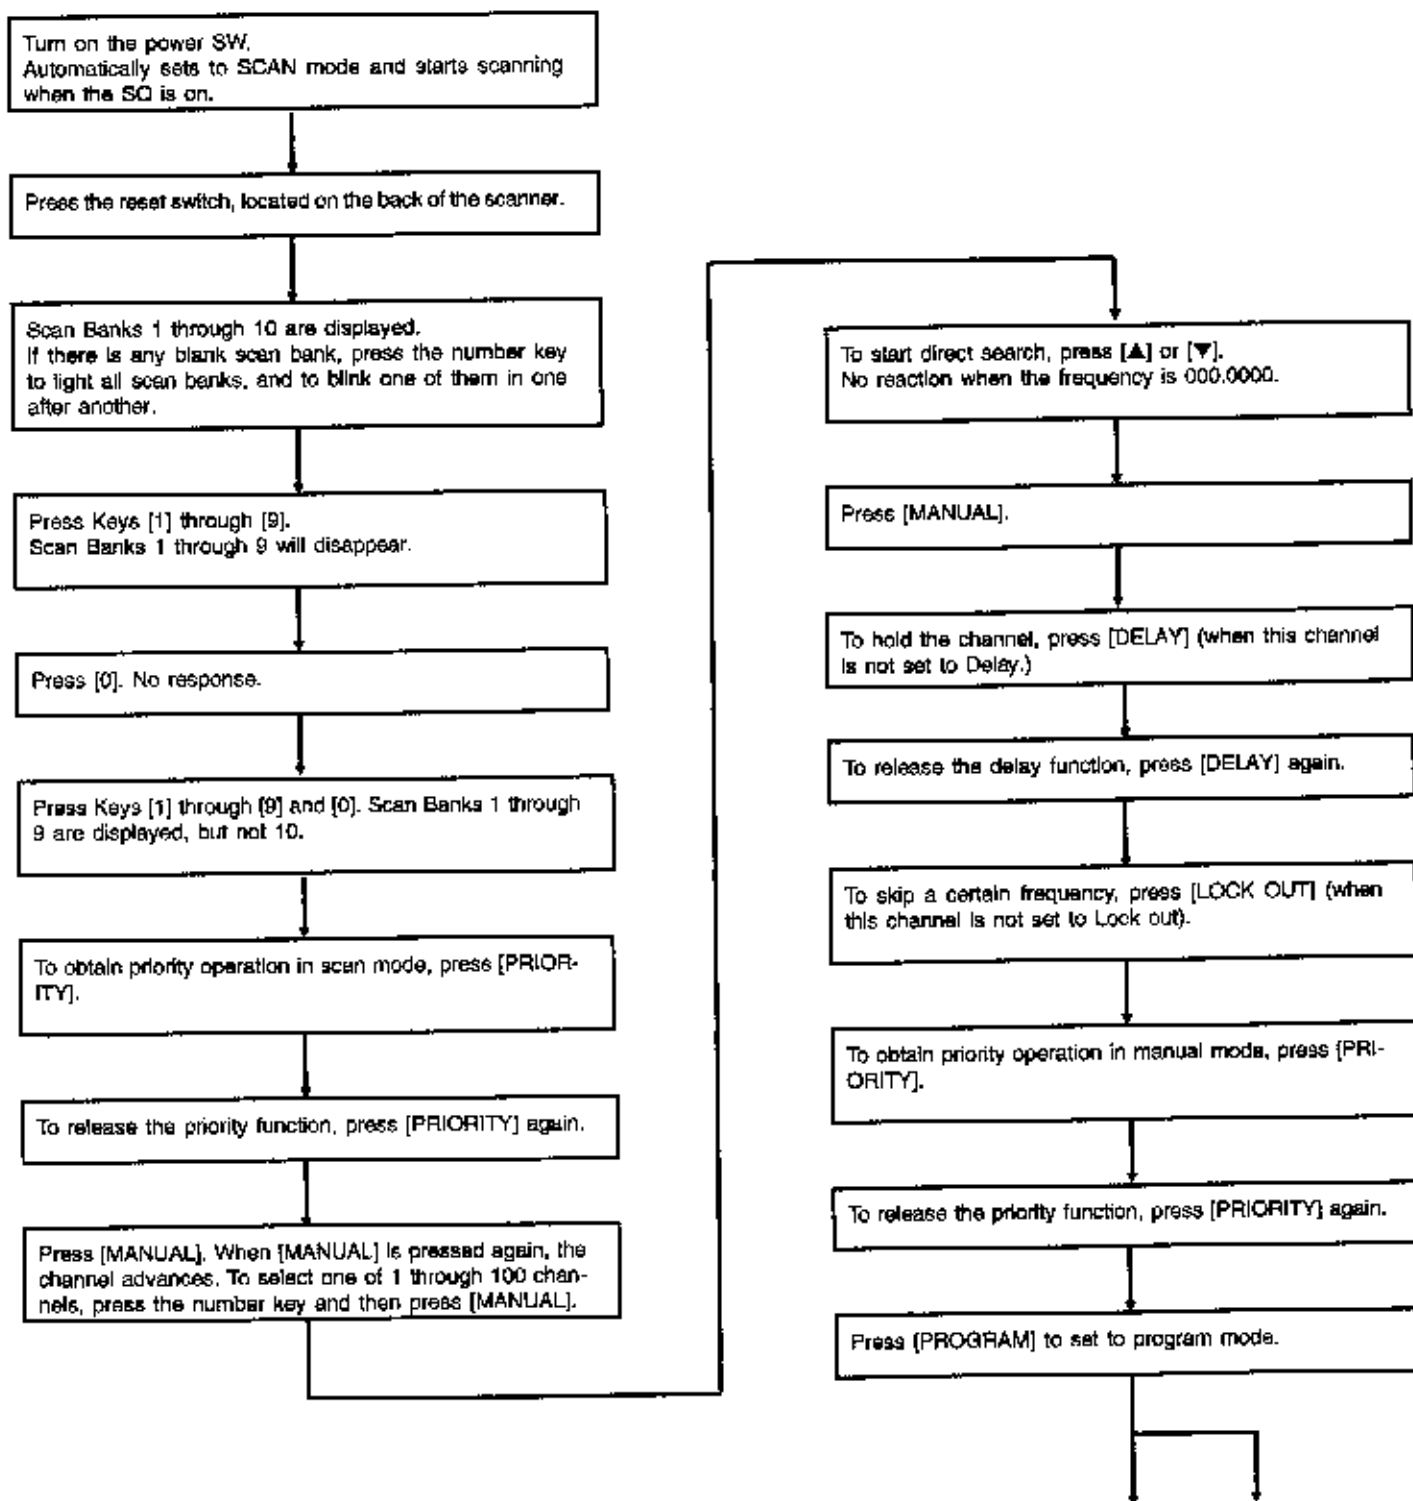 Turn on the power SW.
Automatically sets to SCAN mode and starts scanning
when the SQ is on.
Press the reset switch, located on the back of the scanner.
Scan Banks 1 through 10 are displayed.
If there is any blank scan bank, press the number key
to light all scan banks, and to blink one of them in one
after another.
Press Keys [1] through [9].
Scan Banks 1 through 9 will disappear.
Press [0]. No response.
Press Keys [1] through [9] and [0]. Scan Banks 1 through
9 are displayed, but not 10.
To obtain priority operation in scan mode, press [PRIOR-
ITY].
To release the priority function, press [PRIORITY] again.
Press [MANUAL]. When [MANUAL] is pressed again, the
channel advances. To select one of 1 through 100 chan-
nels, press the number key and then press [MANUAL].
To start direct search, press [▲] or [▼].
No reaction when the frequency is 000.0000.
Press [MANUAL].
To hold the channel, press [DELAY] (when this channel
is not set to Delay.)
To release the delay function, press [DELAY] again.
To skip a certain frequency, press [LOCK OUT] (when
this channel is not set to Lock out).
To obtain priority operation in manual mode, press [PRI-
ORITY].
To release the priority function, press [PRIORITY] again.
Press [PROGRAM] to set to program mode.